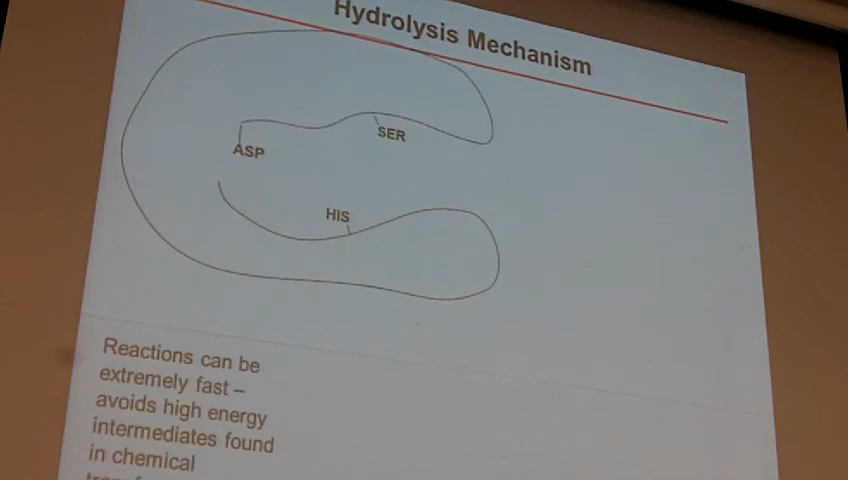 Hydrolysis Mechanism
SER
ASP
HIS
Reactions can be
extremely fast –
avoids high energy
intermediates found
in chemical